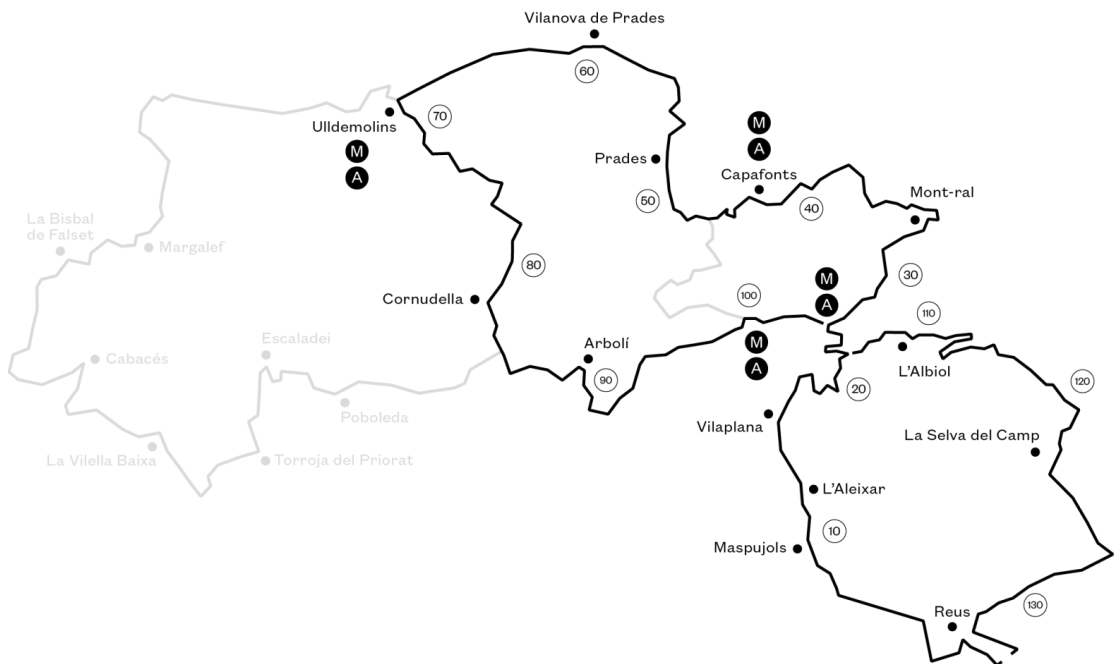 Vilanova de Prades
60
70
Ulldemolins
M
A
M
A
Prades
Capafonts
50
40
Mont-ral
La Bisbal
de Falset
Margalef
80
30
Cornudella
M
A
100
110
Escaladei
Cabacés
Arbolí
90
M
A
L'Albiol
20
120
Poboleda
Vilaplana
La Vilella Baixa
Torroja del Priorat
La Selva del Camp
L'Aleixar
10
Maspujols
Reus
130